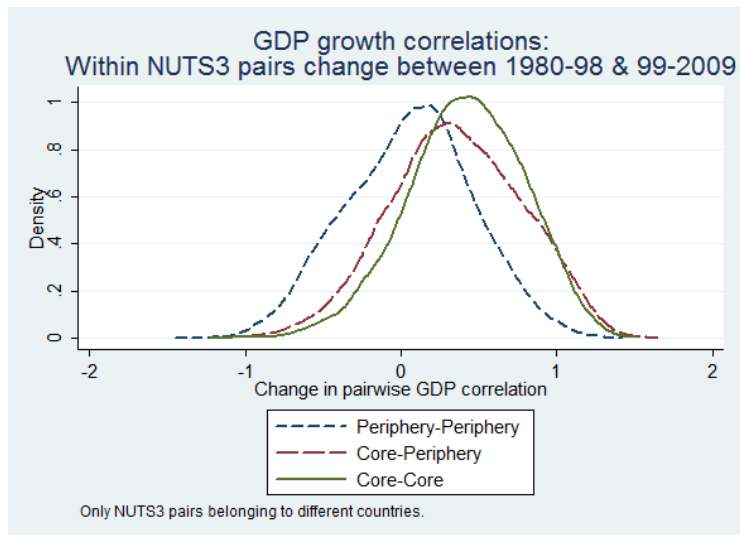 GDP growth correlations:
Within NUTS3 pairs change between 1980-98 & 99-2009
Density
1
.8
.6
.4
.2
0
-2
-1
0
1
2
Change in pairwise GDP correlation
Periphery-Periphery
Core-Periphery
Core-Core
Only NUTS3 pairs belonging to different countries.